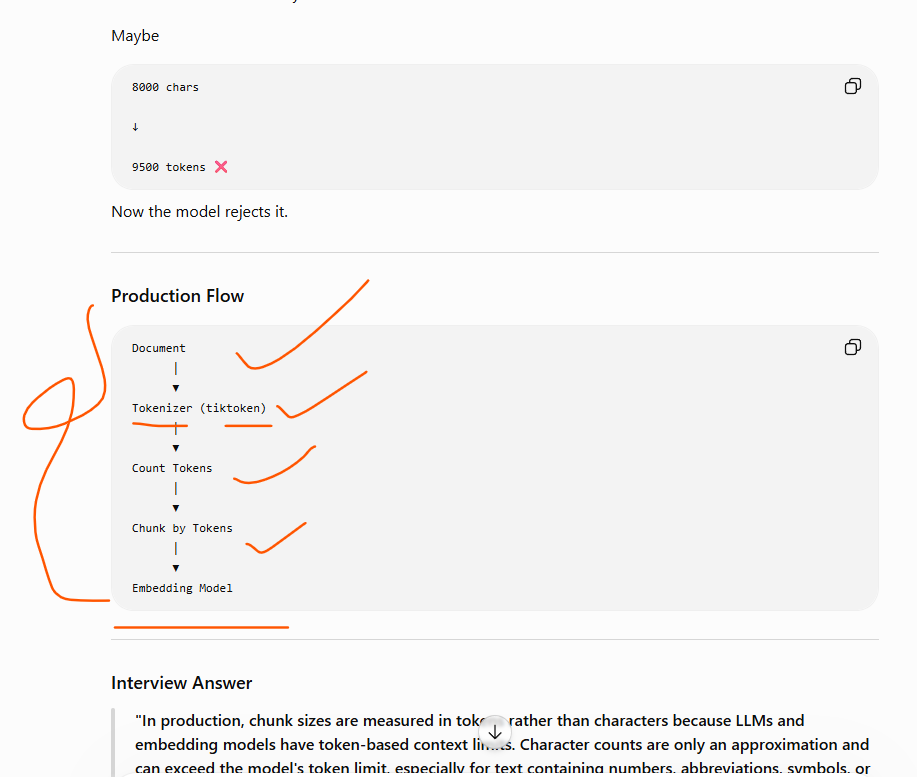 Maybe
8000 chars
↓
9500 tokens ❌
Now the model rejects it.
Production Flow
Document
│
▼
Tokenizer (tiktoken)
│
▼
Count Tokens
│
▼
Chunk by Tokens
│
▼
Embedding Model
Interview Answer
"In production, chunk sizes are measured in rather than characters because LLMs and
embedding models have token-based context Character counts are only an approximation and
can exceed the model's token limit, especially for text containing numbers, abbreviations, symbols, or